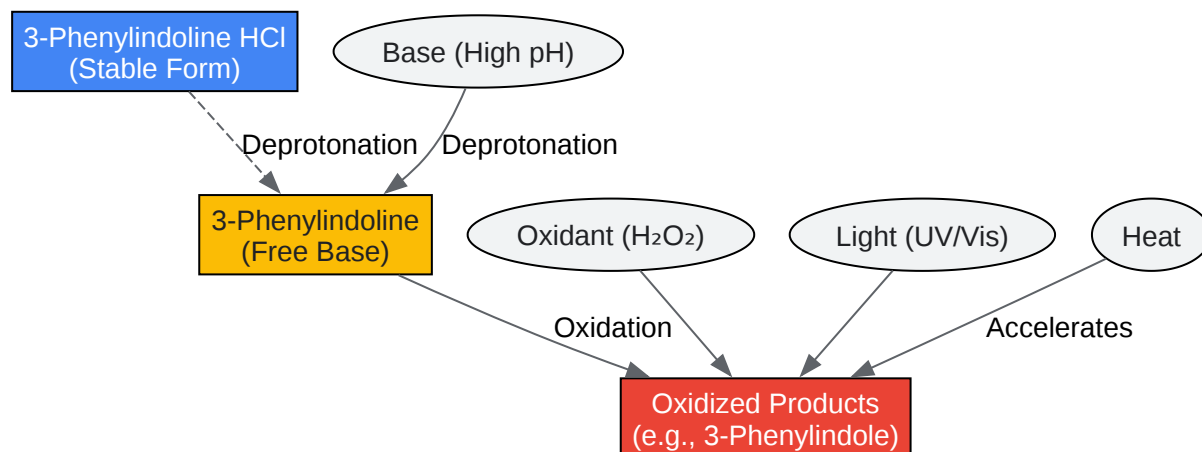 3-Phenylindoline HCl
(Stable Form)
Base (High pH)
Deprotonation
Deprotonation
3-Phenylindoline
(Free Base)
Oxidant (H₂O₂)
Light (UV/Vis)
Heat
Oxidation
Accelerates
Oxidized Products
(e.g., 3-Phenylindole)